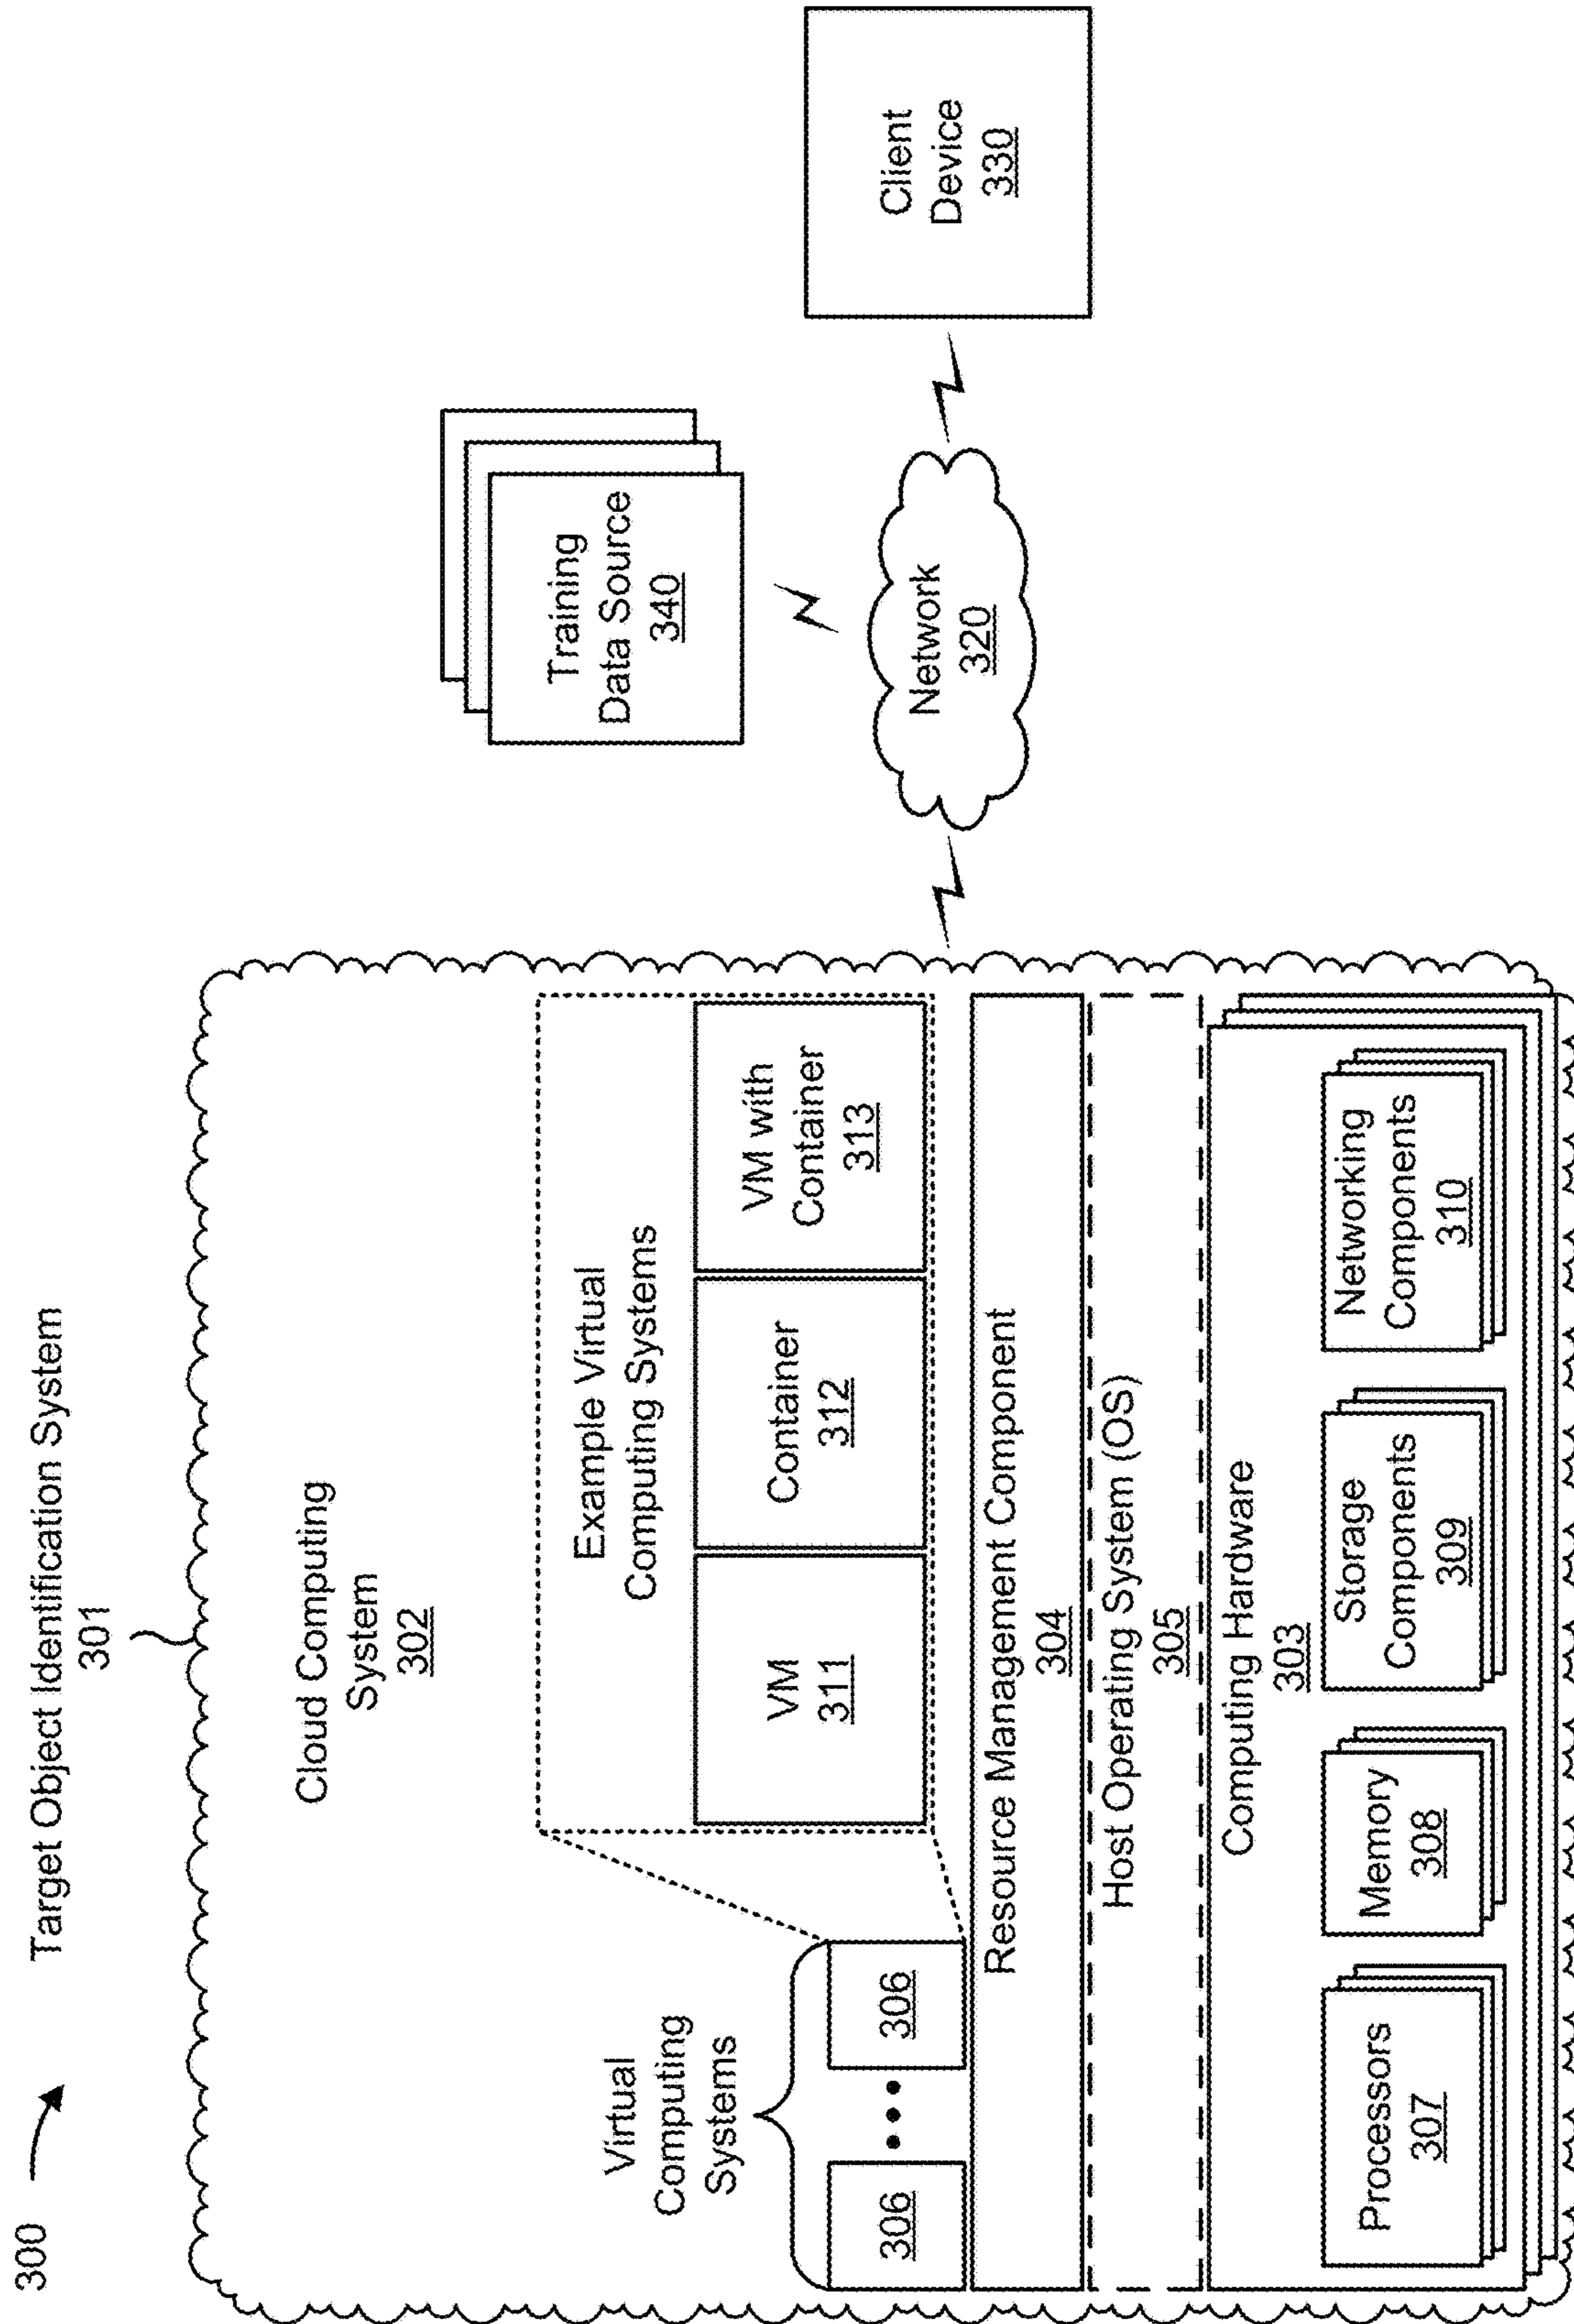 300
Target Object Identification System
301
Cloud Computing
System
302
Virtual
Computing
Systems
306
306
Example Virtual
Computing Systems
VM
311
Container
312
VM with
Container
313
Resource Management Component
304
Host Operating System (OS)
305
Computing Hardware
303
Processors
307
Memory
308
Storage
Components
309
Networking
Components
310
Training
Data Source
340
Network
320
Client
Device
330